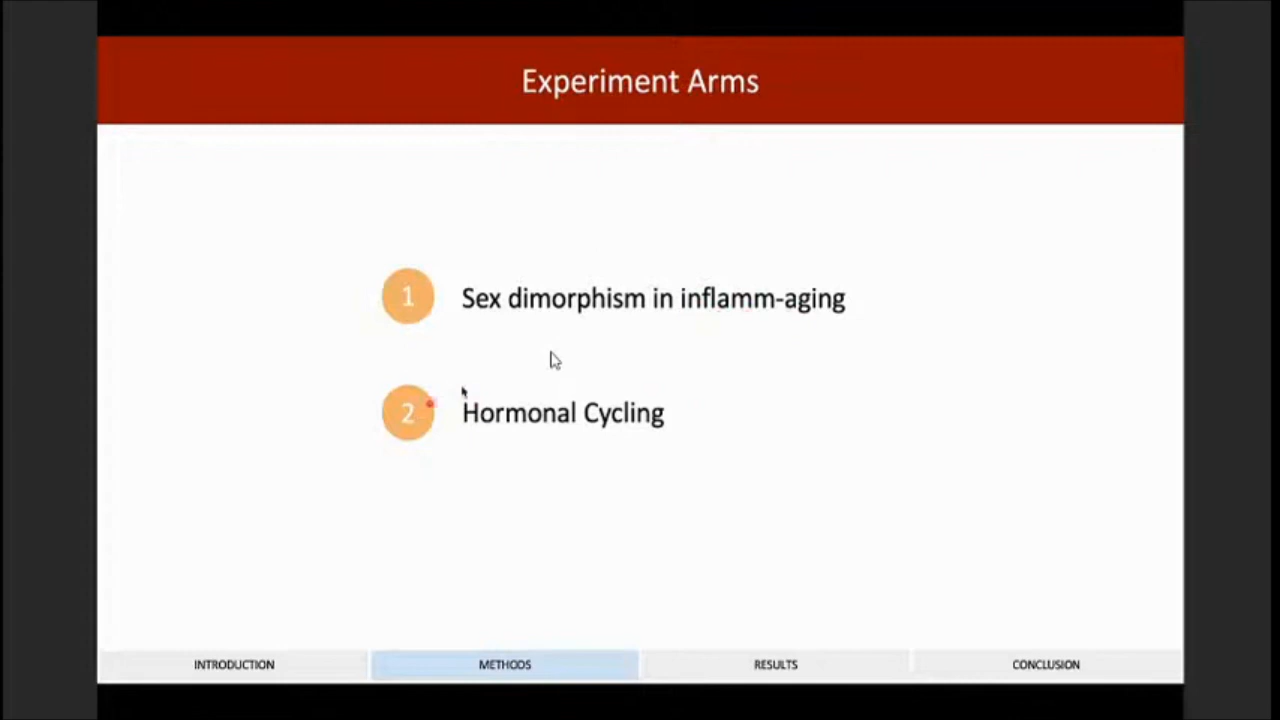 Experiment Arms
1 Sex dimorphism in inflamm-aging
2 Hormonal Cycling
INTRODUCTION METHODS RESULTS CONCLUSION